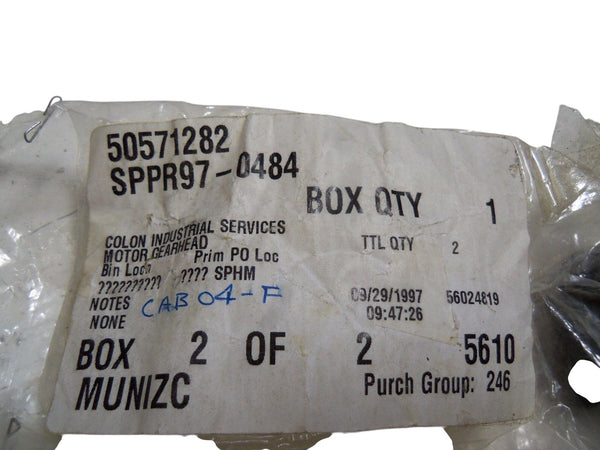 50571282
SPPR97-0484
BOX QTY 1
COLON INDUSTRIAL SERVICES
MOTOR GEARHEAD
TTL QTY 2
Bin Locn Prim PO Loc
?????????? ???? SPHM
NOTES CAB 04-F 09/29/1997 56024819
NONE 09:47:26
BOX 2 OF 2 5610
MUNIZC Purch Group: 246